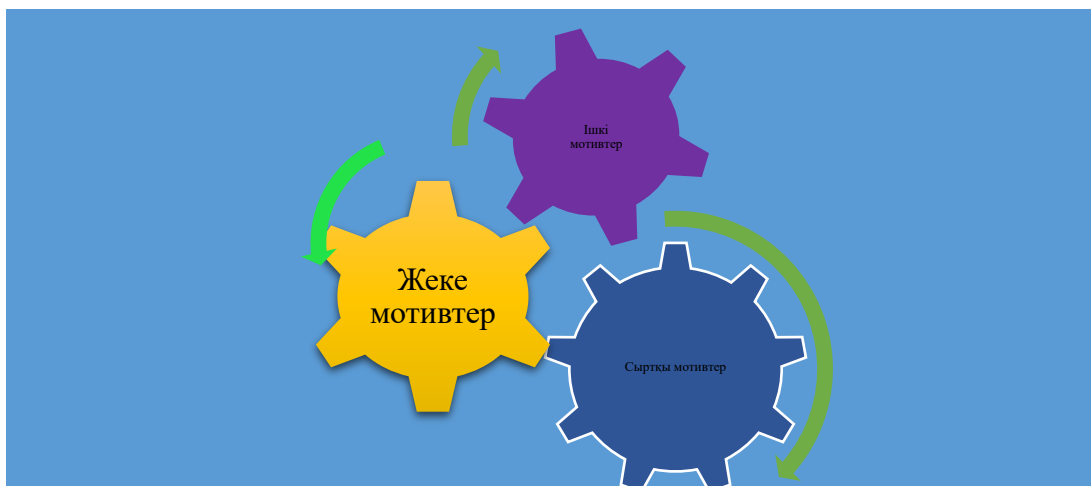 Ішкі
мотивтер
Жеке
мотивтер
Сыртқы мотивтер